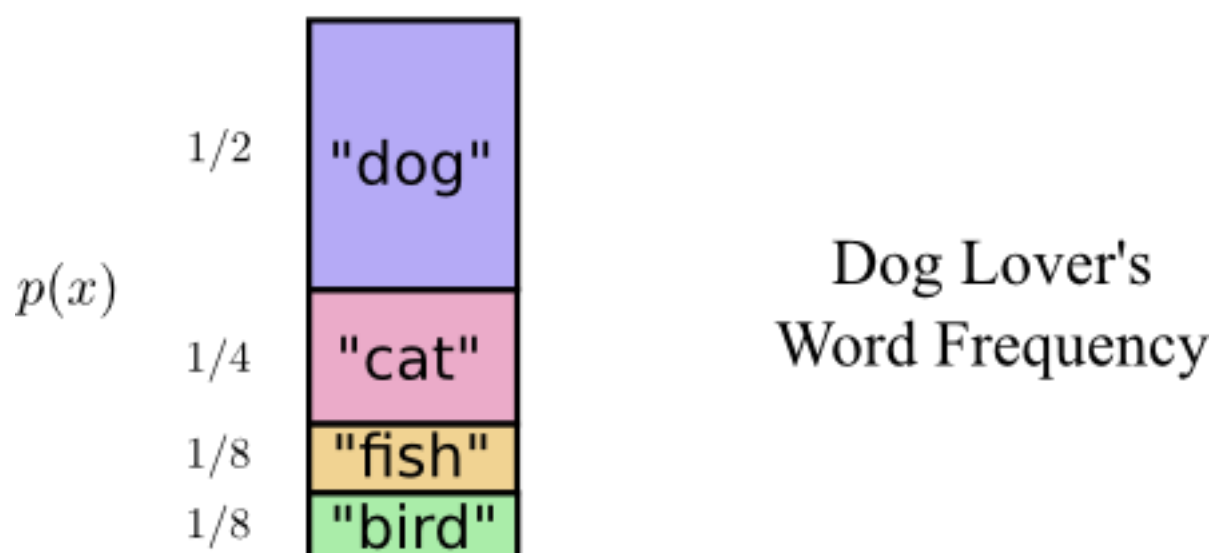 1/2
"dog"
p(x)
1/4
"cat"
1/8
"fish"
1/8
"bird"
Dog Lover's
Word Frequency